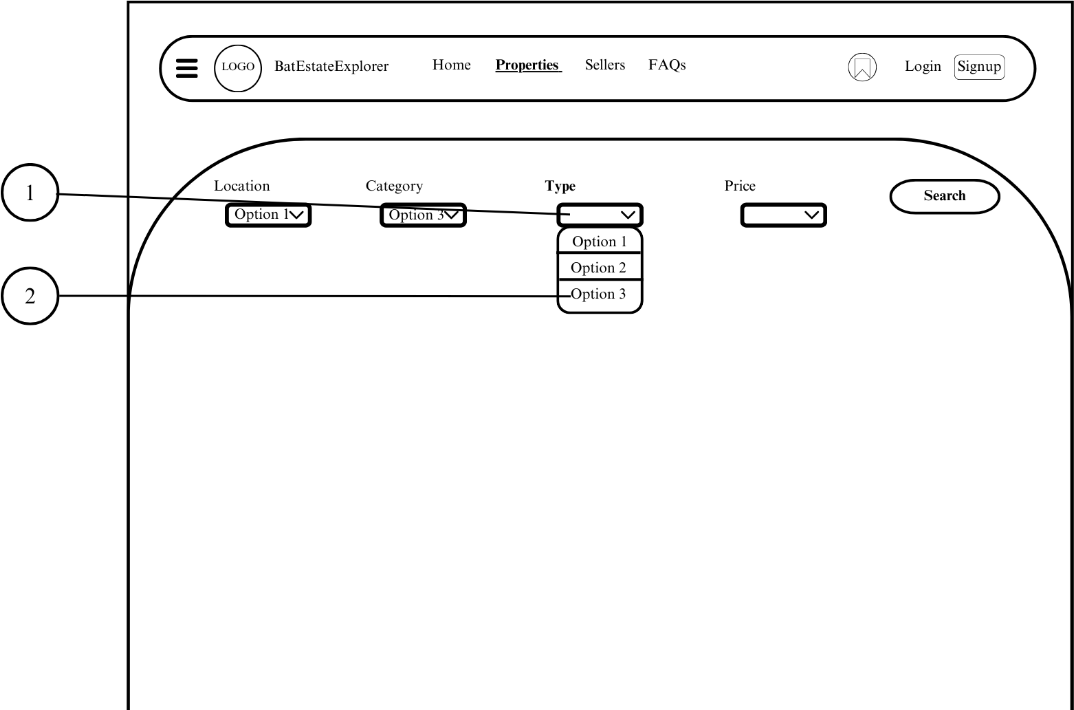 LOGO BatEstateExplorer Home Properties Sellers FAQs Login Signup
Location Category Type Price Search
1
Option 1 Option 3
Option 1
Option 2
2 Option 3